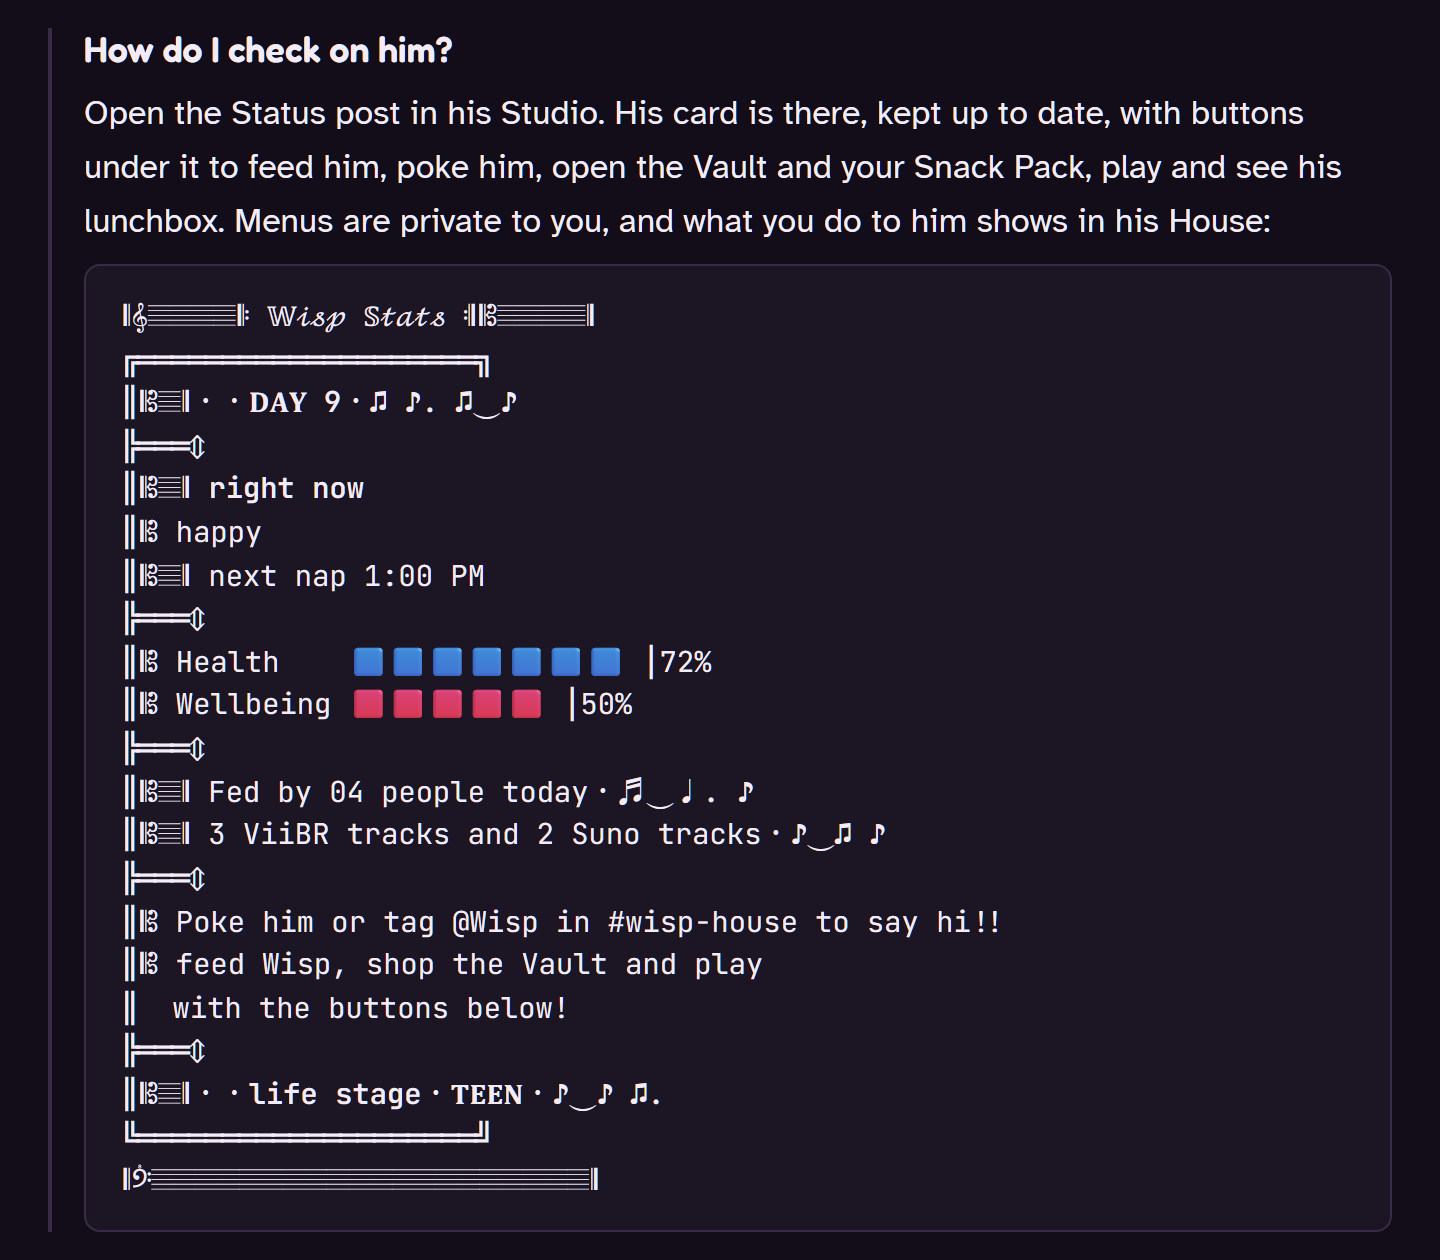 How do I check on him?
Open the Status post in his Studio. His card is there, kept up to date, with buttons
under it to feed him, poke him, open the Vault and your Snack Pack, play and see his
lunchbox. Menus are private to you, and what you do to him shows in his House:
𝕎𝓲𝓼𝓹 𝕊𝓽𝓪𝓽𝓼
· · DAY 9 · ♫ ♪. ♫‿♪
right now
happy
next nap 1:00 PM
Health 🟦🟦🟦🟦🟦🟦🟦 |72%
Wellbeing 🟥🟥🟥🟥🟥 |50%
Fed by 04 people today · ♬‿♩. ♪
3 ViiBR tracks and 2 Suno tracks · ♪‿♫ ♪
Poke him or tag @Wisp in #wisp-house to say hi!!
feed Wisp, shop the Vault and play
with the buttons below!
· · life stage · TEEN · ♪‿♪ ♫.